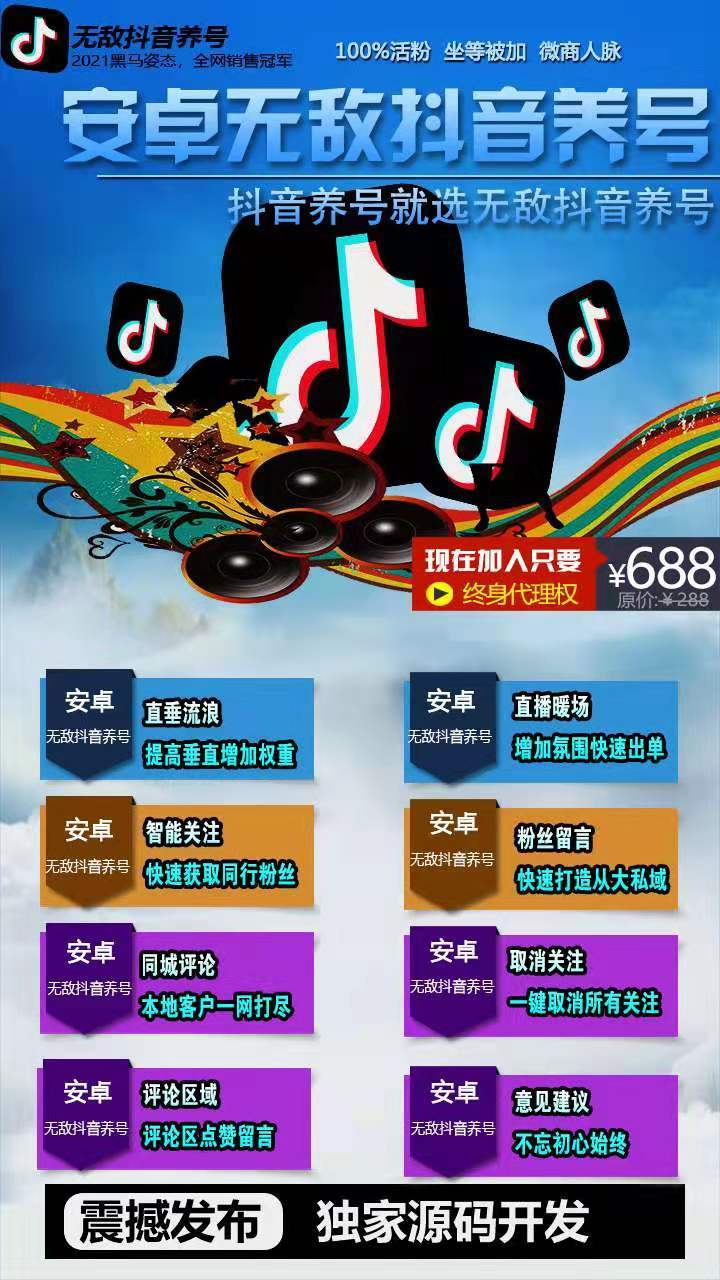 无敌抖音养号
2021黑马姿态，全网销售冠军
100%活粉 坐等被加 微商人脉
安卓无敌抖音养号
抖音养号就选无敌抖音养号
现在加入只要
终身代理权
¥688
原价:¥288
安卓
无敌抖音养号
直垂流浪
提高垂直增加权重
安卓
无敌抖音养号
直播暖场
增加氛围快速出单
安卓
无敌抖音养号
智能关注
快速获取同行粉丝
安卓
无敌抖音养号
粉丝留言
快速打造从大私域
安卓
无敌抖音养号
同城评论
本地客户一网打尽
安卓
无敌抖音养号
取消关注
一键取消所有关注
安卓
无敌抖音养号
评论区域
评论区点赞留言
安卓
无敌抖音养号
意见建议
不忘初心始终
震撼发布 独家源码开发